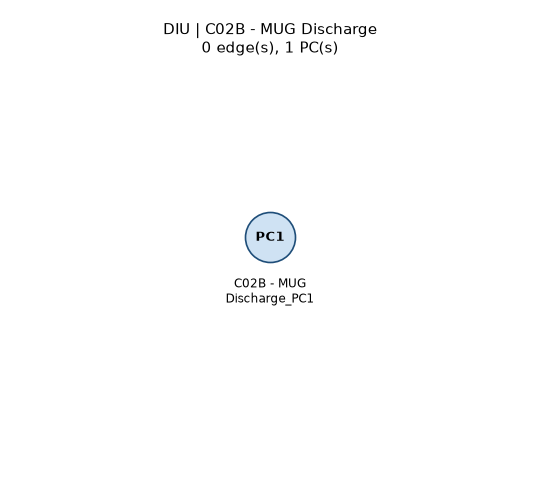 DIU | C02B - MUG Discharge
0 edge(s), 1 PC(s)
PC1
C02B - MUG
Discharge_PC1